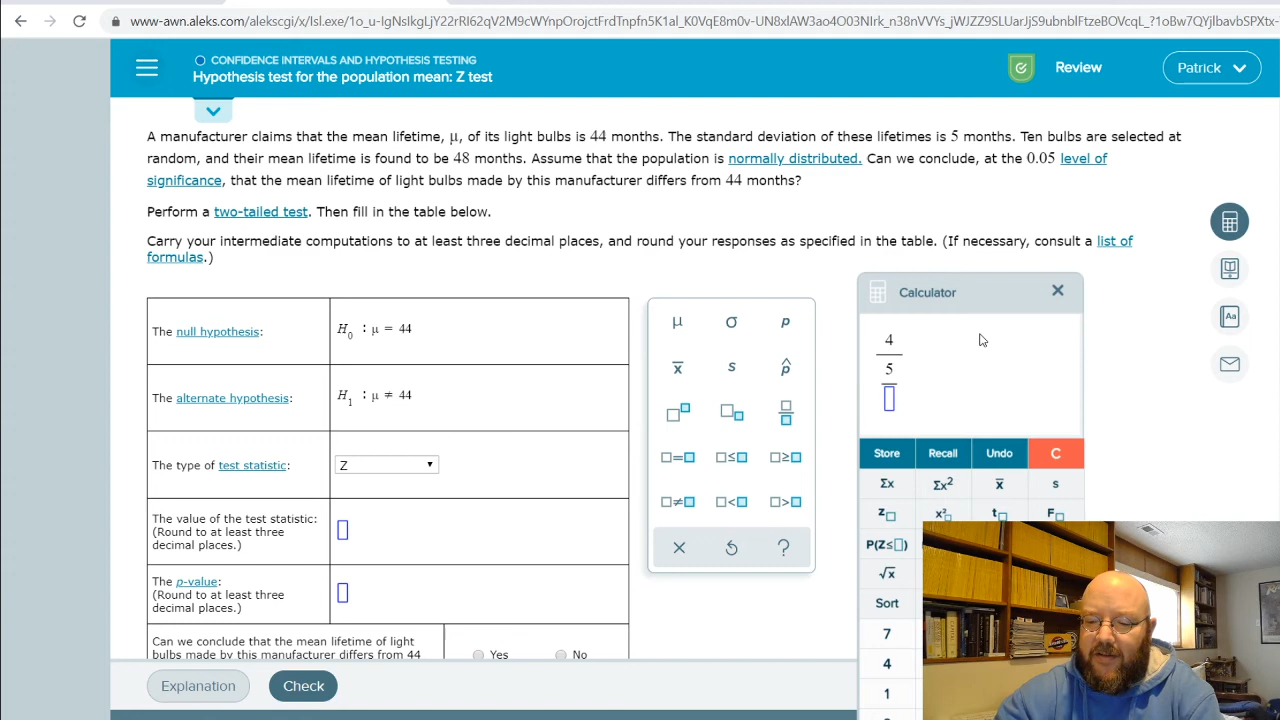 www-awn.aleks.com/alekscgi/x/Isl.exe/1o_u-IgNsIkgLjY22rRI62qV2M9cWYnpOrojctFrdTnpfn5K1al_K0VqE8m0v-UN8xlAW3ao4O03NIrk_n38nVVYs_jWJZZ9SLUarJjS9ubnblFtzeBOVcqL_?1oBw7QYjlbavbSPXtx-
CONFIDENCE INTERVALS AND HYPOTHESIS TESTING
Hypothesis test for the population mean: Z test
Review
Patrick
A manufacturer claims that the mean lifetime, μ, of its light bulbs is 44 months. The standard deviation of these lifetimes is 5 months. Ten bulbs are selected at
random, and their mean lifetime is found to be 48 months. Assume that the population is normally distributed. Can we conclude, at the 0.05 level of
significance, that the mean lifetime of light bulbs made by this manufacturer differs from 44 months?
Perform a two-tailed test. Then fill in the table below.
Carry your intermediate computations to at least three decimal places, and round your responses as specified in the table. (If necessary, consult a list of
formulas.)
The null hypothesis:
H0 : μ = 44
The alternate hypothesis:
H1 : μ ≠ 44
The type of test statistic:
Z
The value of the test statistic:
(Round to at least three
decimal places.)
The p-value:
(Round to at least three
decimal places.)
Can we conclude that the mean lifetime of light
bulbs made by this manufacturer differs from 44
Yes
No
μ σ p
x̄ s p̂
□=□ □≤□ □≥□
□≠□ □<□ □>□
× ?
Calculator
4
5
Store Recall Undo C
Σx Σx² x̄ s
z□ x²□ t□ F□
P(Z≤□)
√x
Sort
7
4
1
Aa
Explanation
Check